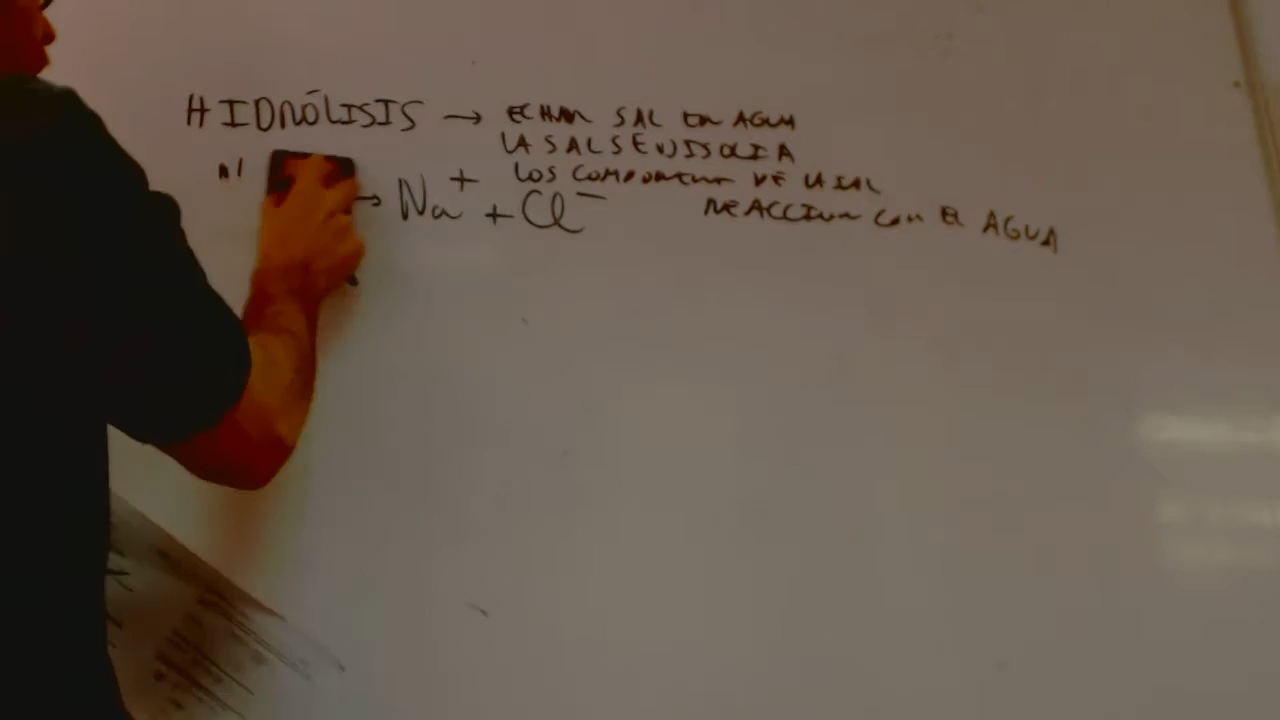 HIDRÓLISIS → ECHAR SAL EN AGUA
LA SAL SE DISOCIA
LOS COMPONENTES DE LA SAL
REACCIONAN CON EL AGUA
→ Na⁺ + Cl⁻